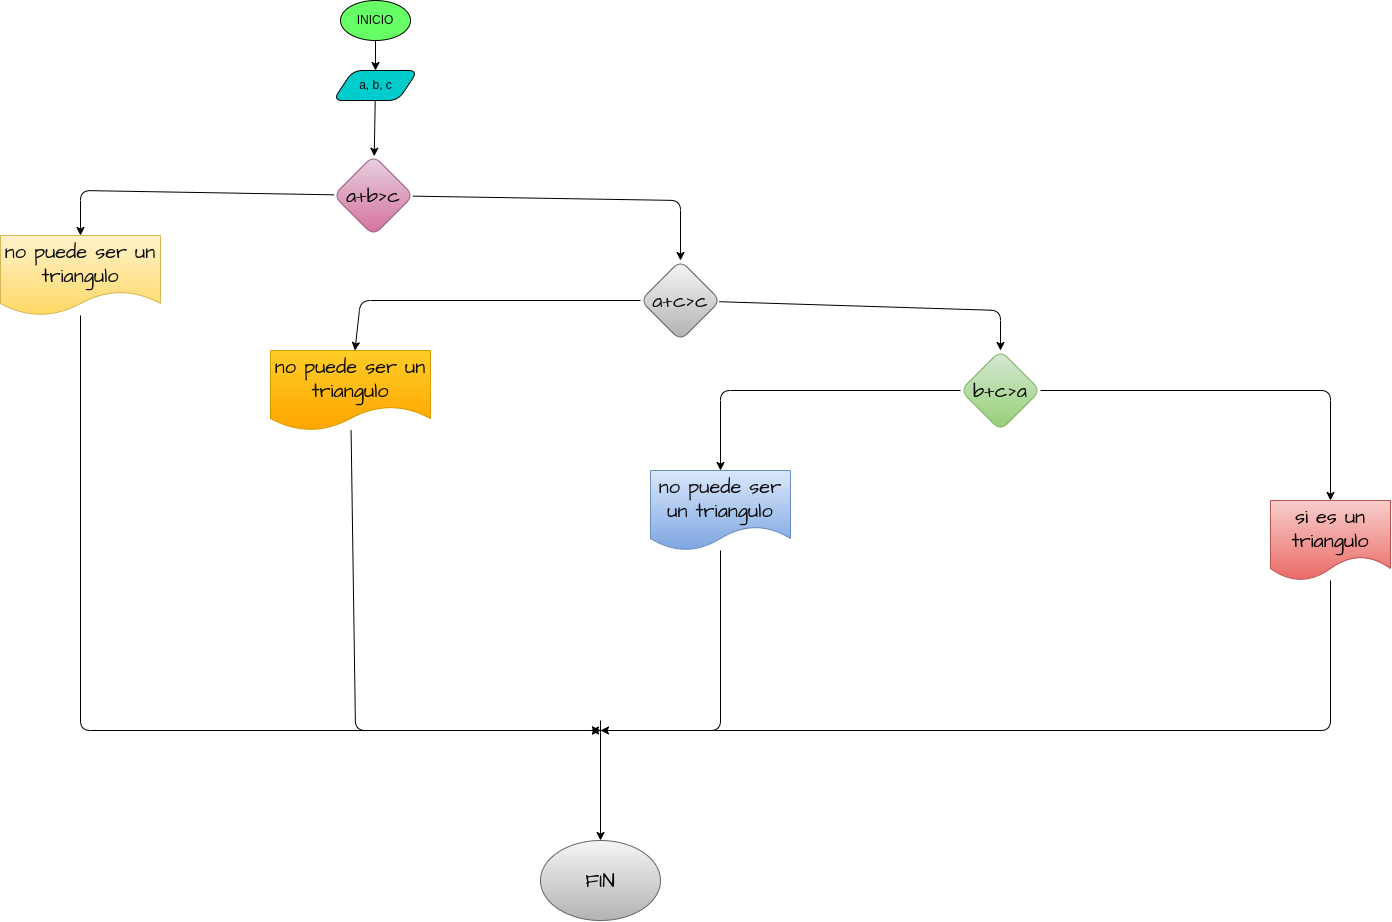 INICIO
a, b, c
a+b>c
no puede ser un
triangulo
a+c>c
no puede ser un
triangulo
b+c>a
no puede ser
un triangulo
si es un
triangulo
FIN